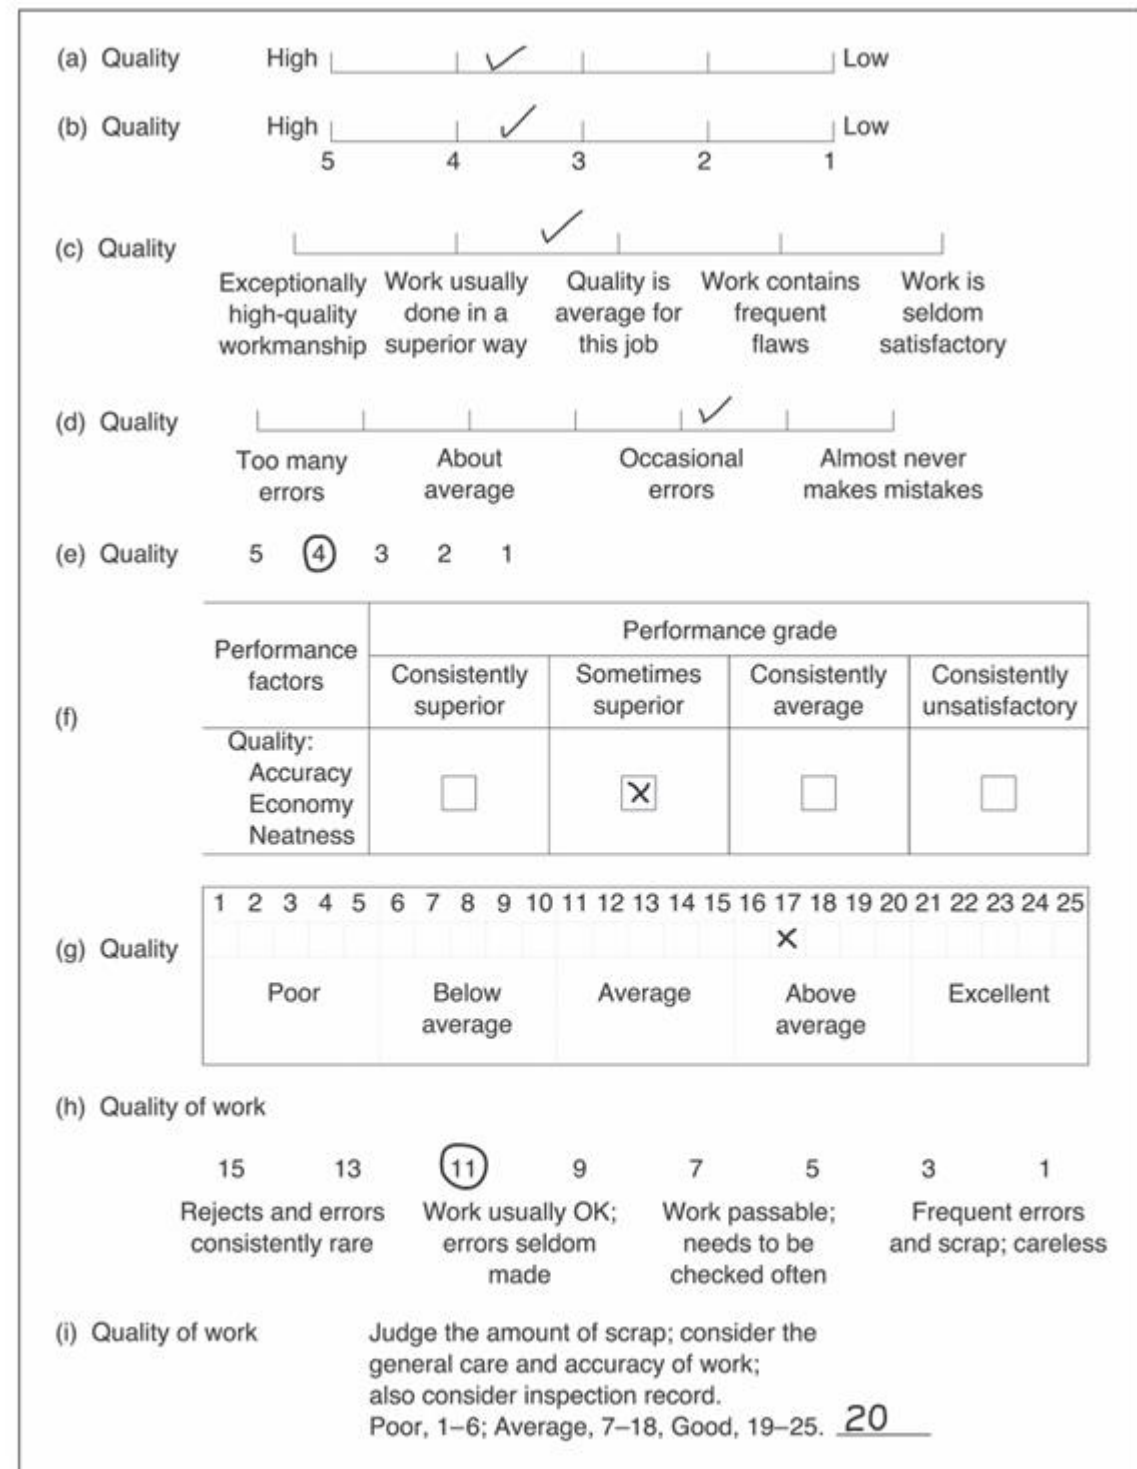 (a) Quality High Low
(b) Quality High Low
5 4 3 2 1
(c) Quality
Exceptionally Work usually Quality is Work contains Work is
high-quality done in a average for frequent seldom
workmanship superior way this job flaws satisfactory
(d) Quality
Too many About Occasional Almost never
errors average errors makes mistakes
(e) Quality 5 4 3 2 1
Performance grade
Performance
factors
Consistently Sometimes Consistently Consistently
superior superior average unsatisfactory
(f)
Quality:
Accuracy
Economy
Neatness
1 2 3 4 5 6 7 8 9 10 11 12 13 14 15 16 17 18 19 20 21 22 23 24 25
(g) Quality
Poor Below Average Above Excellent
average average
(h) Quality of work
15 13 11 9 7 5 3 1
Rejects and errors Work usually OK; Work passable; Frequent errors
consistently rare errors seldom needs to be and scrap; careless
made checked often
(i) Quality of work Judge the amount of scrap; consider the
general care and accuracy of work;
also consider inspection record.
Poor, 1–6; Average, 7–18, Good, 19–25. 20